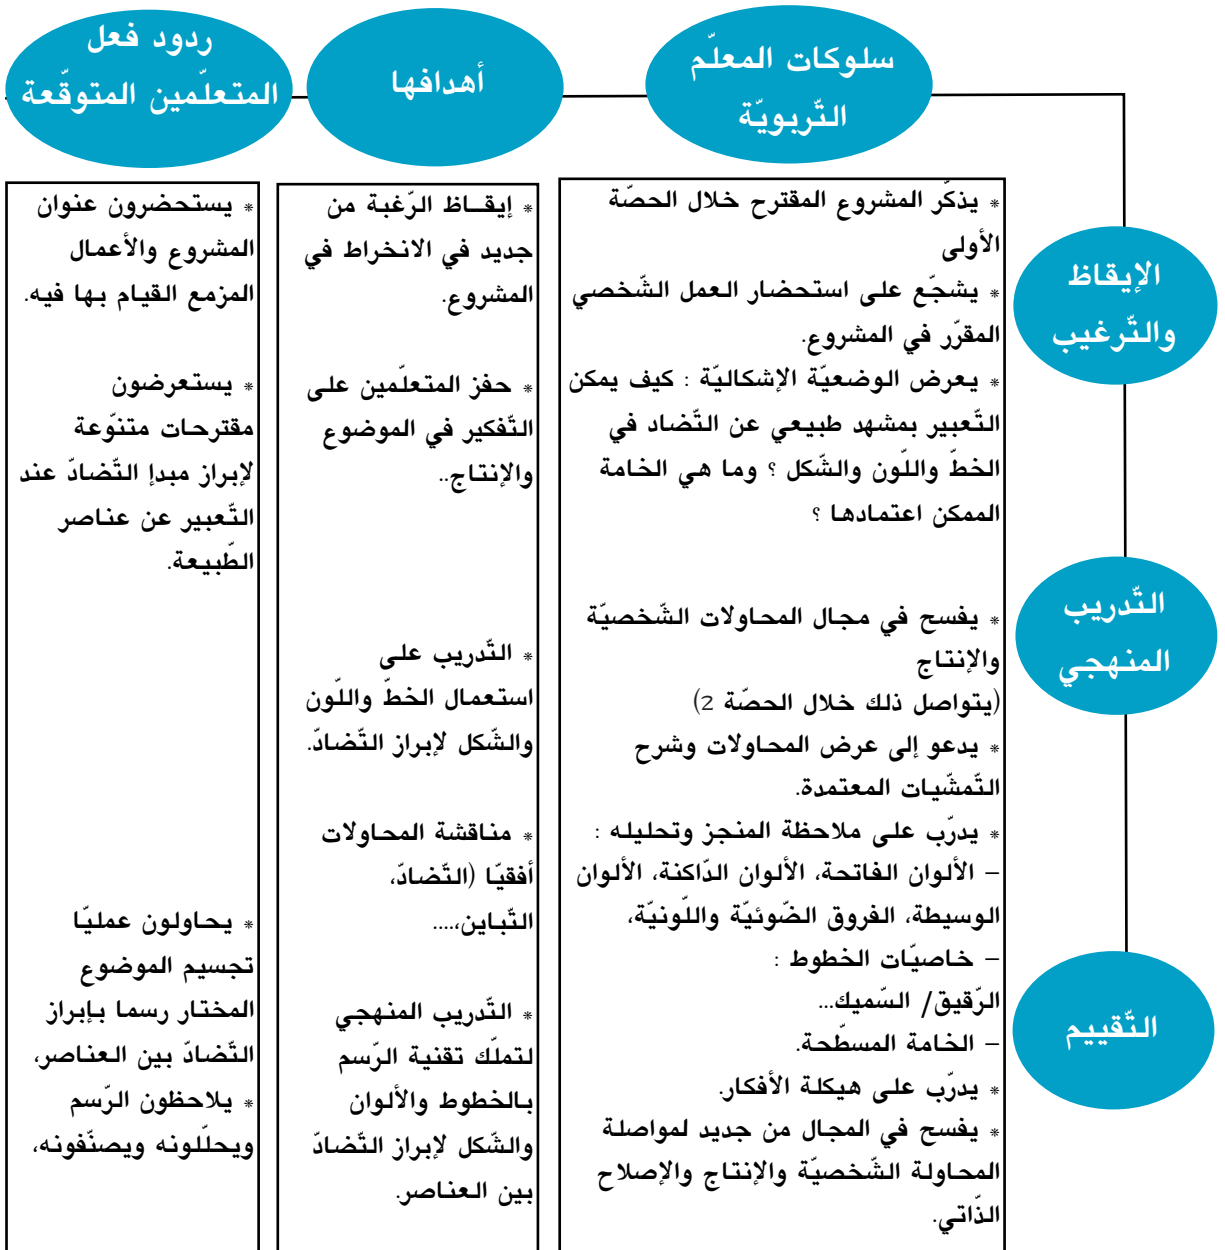 سلوكات المعلّم
التّربويّة
أهدافها
ردود فعل
المتعلّمين المتوقّعة
الإيقاظ
والتّرغيب
* يذكّر المشروع المقترح خلال الحصّة
الأولى
* يشجّع على استحضار العمل الشّخصي
المقرّر في المشروع.
* يعرض الوضعيّة الإشكاليّة : كيف يمكن
التّعبير بمشهد طبيعي عن التّضاد في
الخطّ واللّون والشّكل ؟ وما هي الخامة
الممكن اعتمادها ؟
* إيقـاظ الرّغبة من
جديد في الانخراط في
المشروع.
* حفز المتعلّمين على
التّفكير في الموضوع
والإنتاج..
* يستحضرون عنوان
المشروع والأعمال
المزمع القيام بها فيه.
* يستعرضون
مقترحات متنوّعة
لإبراز مبدإ التّضادّ عند
التّعبير عن عناصر
الطّبيعة.
التّدريب
المنهجي
* يفسح في مجال المحاولات الشّخصيّة
والإنتاج
(يتواصل ذلك خلال الحصّة 2)
* يدعو إلى عرض المحاولات وشرح
التّمشّيات المعتمدة.
* يدرّب على ملاحظة المنجز وتحليله :
– الألوان الفاتحة، الألوان الدّاكنة، الألوان
الوسيطة، الفروق الضّوئيّة واللّونيّة،
– خاصيّات الخطوط :
الرّقيق/ السّميك...
– الخامة المسطّحة.
* يدرّب على هيكلة الأفكار.
* يفسح في المجال من جديد لمواصلة
المحاولة الشّخصيّة والإنتاج والإصلاح
الذّاتي.
* التّدريب على
استعمال الخطّ واللّون
والشّكل لإبراز التّضادّ.
* مناقشة المحاولات
أفقيّا (التّضادّ،
التّباين،....
* التّدريب المنهجي
لتملّك تقنية الرّسم
بالخطوط والألوان
والشّكل لإبراز التّضادّ
بين العناصر.
* يحاولون عمليّا
تجسيم الموضوع
المختار رسما بإبراز
التّضادّ بين العناصر،
* يلاحظون الرّسم
ويحلّلونه ويصنّفونه،
التّقييم